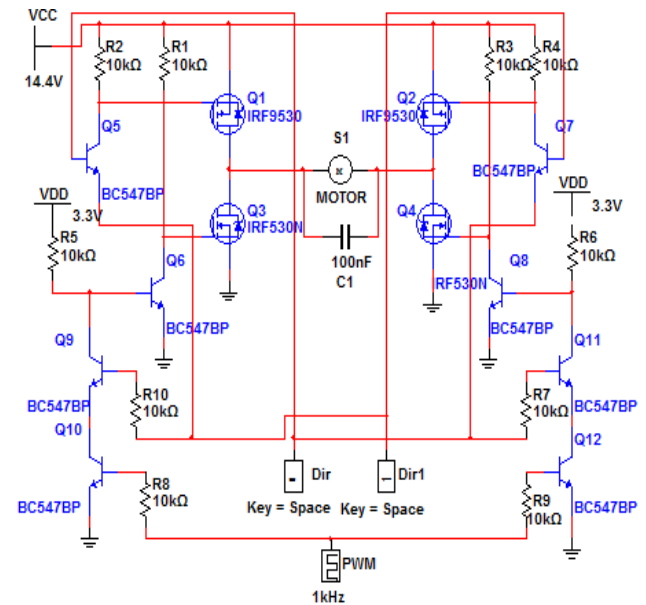 VCC
14.4V
R2
10kΩ
R1
10kΩ
R3
10kΩ
R4
10kΩ
Q1
IRF9530
Q2
IRF9530
Q5
BC547BP
S1
MOTOR
Q7
BC547BP
VDD
3.3V
Q3
IRF530N
Q4
IRF530N
100nF
C1
VDD
3.3V
R5
10kΩ
Q6
BC547BP
Q8
BC547BP
R6
10kΩ
Q9
BC547BP
R10
10kΩ
R7
10kΩ
Q11
BC547BP
Q10
BC547BP
R8
10kΩ
Dir
Key = Space
Dir1
Key = Space
R9
10kΩ
Q12
BC547BP
PWM
1kHz